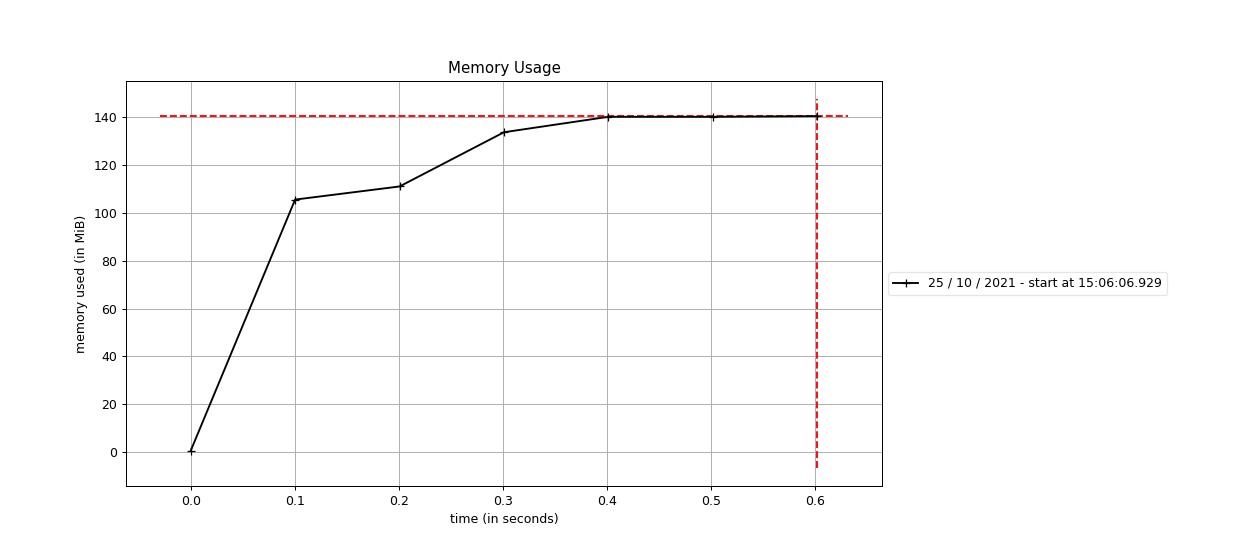 Memory Usage
memory used (in MiB)
140
120
100
80
60
40
20
0
0.0 0.1 0.2 0.3 0.4 0.5 0.6
time (in seconds)
25 / 10 / 2021 - start at 15:06:06.929